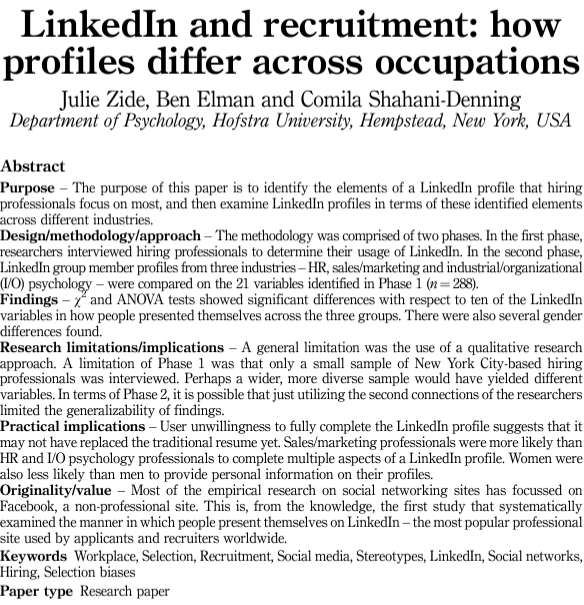 LinkedIn and recruitment: how
profiles differ across occupations
Julie Zide, Ben Elman and Comila Shahani-Denning
Department of Psychology, Hofstra University, Hempstead, New York, USA
Abstract
Purpose – The purpose of this paper is to identify the elements of a LinkedIn profile that hiring
professionals focus on most, and then examine LinkedIn profiles in terms of these identified elements
across different industries.
Design/methodology/approach – The methodology was comprised of two phases. In the first phase,
researchers interviewed hiring professionals to determine their usage of LinkedIn. In the second phase,
LinkedIn group member profiles from three industries – HR, sales/marketing and industrial/organizational
(I/O) psychology – were compared on the 21 variables identified in Phase 1 (n = 288).
Findings – χ² and ANOVA tests showed significant differences with respect to ten of the LinkedIn
variables in how people presented themselves across the three groups. There were also several gender
differences found.
Research limitations/implications – A general limitation was the use of a qualitative research
approach. A limitation of Phase 1 was that only a small sample of New York City-based hiring
professionals was interviewed. Perhaps a wider, more diverse sample would have yielded different
variables. In terms of Phase 2, it is possible that just utilizing the second connections of the researchers
limited the generalizability of findings.
Practical implications – User unwillingness to fully complete the LinkedIn profile suggests that it
may not have replaced the traditional resume yet. Sales/marketing professionals were more likely than
HR and I/O psychology professionals to complete multiple aspects of a LinkedIn profile. Women were
also less likely than men to provide personal information on their profiles.
Originality/value – Most of the empirical research on social networking sites has focussed on
Facebook, a non-professional site. This is, from the knowledge, the first study that systematically
examined the manner in which people present themselves on LinkedIn – the most popular professional
site used by applicants and recruiters worldwide.
Keywords Workplace, Selection, Recruitment, Social media, Stereotypes, LinkedIn, Social networks,
Hiring, Selection biases
Paper type Research paper